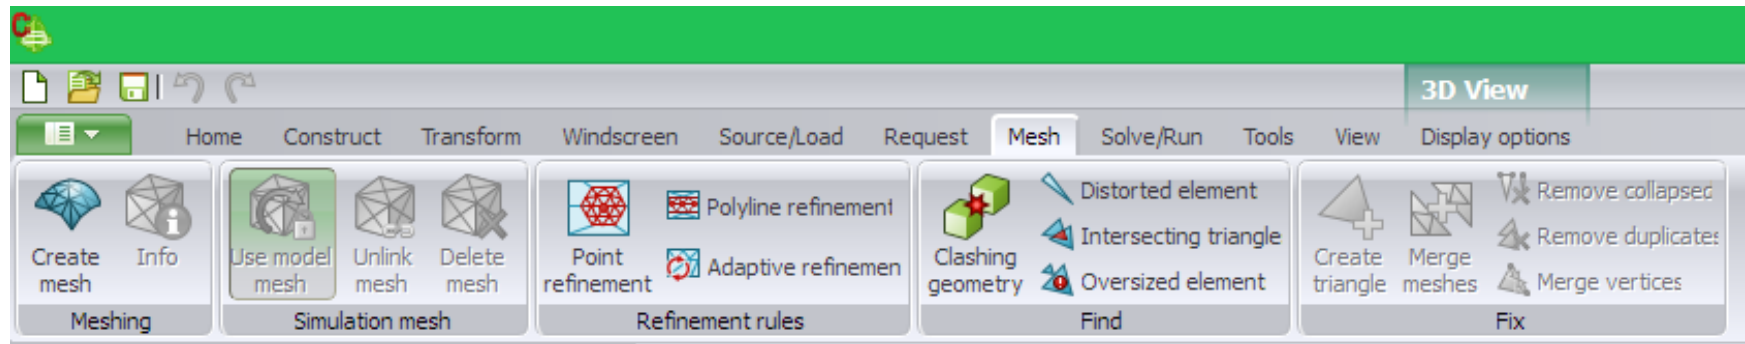 3D View
Home Construct Transform Windscreen Source/Load Request Mesh Solve/Run Tools View Display options
Create mesh
Info
Use model mesh
Unlink mesh
Delete mesh
Point refinement
Polyline refinement
Adaptive refinemen
Clashing geometry
Distorted element
Intersecting triangle
Oversized element
Create triangle
Merge meshes
Remove collapsed
Remove duplicates
Merge vertices
Meshing
Simulation mesh
Refinement rules
Find
Fix